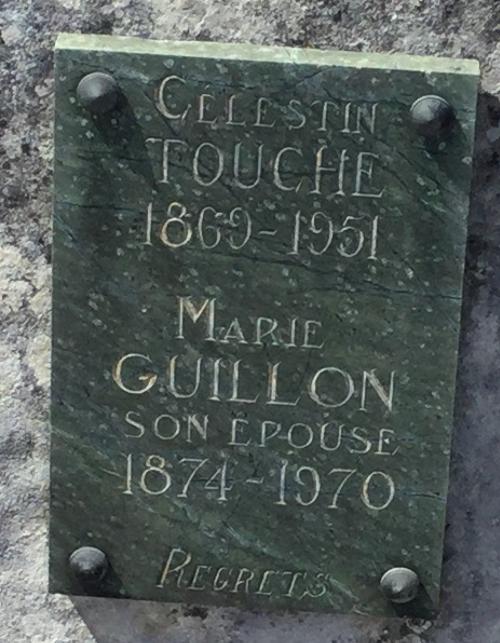 CELESTIN
TOUCHE
1869-1951
MARIE
GUILLON
SON EPOUSE
1874-1970
REGRETS